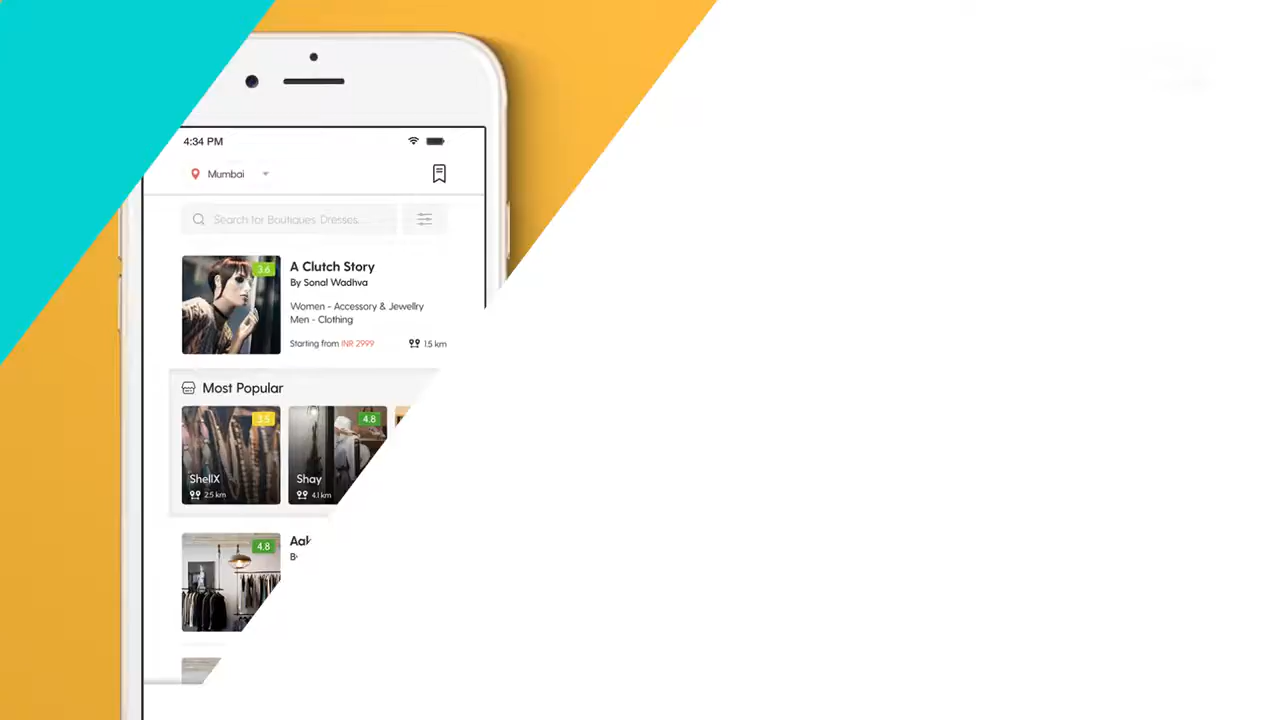 4:34 PM
Mumbai
Search for Boutiques, Dresses...
3.6
A Clutch Story
By Sonal Wadhva
Women - Accessory & Jewellry
Men - Clothing
Starting from INR 2999
1.5 km
Most Popular
3.5
4.8
ShellX
Shay
2.5 km
4.1 km
4.8